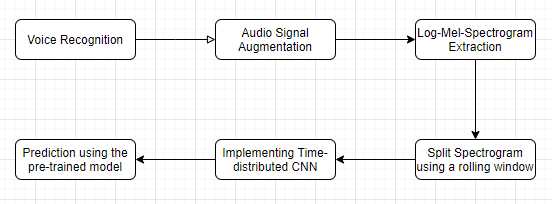 Voice Recognition
Audio Signal
Augmentation
Log-Mel-Spectrogram
Extraction
Split Spectrogram
using a rolling window
Implementing Time-
distributed CNN
Prediction using the
pre-trained model